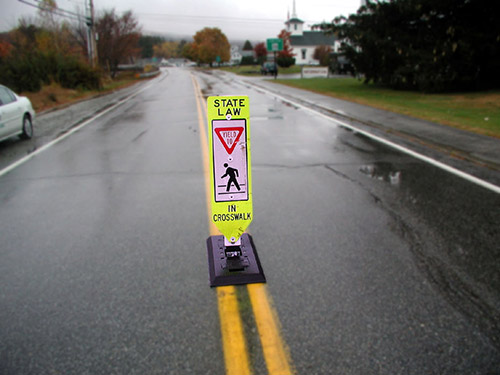 STATE
LAW
YIELD
TO
IN
CROSSWALK